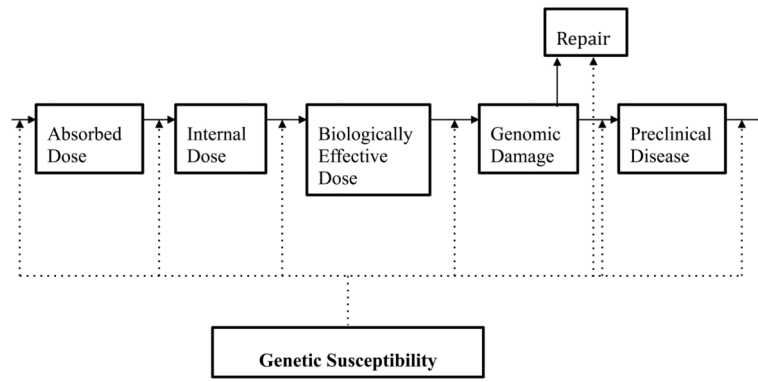 Repair
Absorbed
Dose
Internal
Dose
Biologically
Effective
Dose
Genomic
Damage
Preclinical
Disease
Genetic Susceptibility